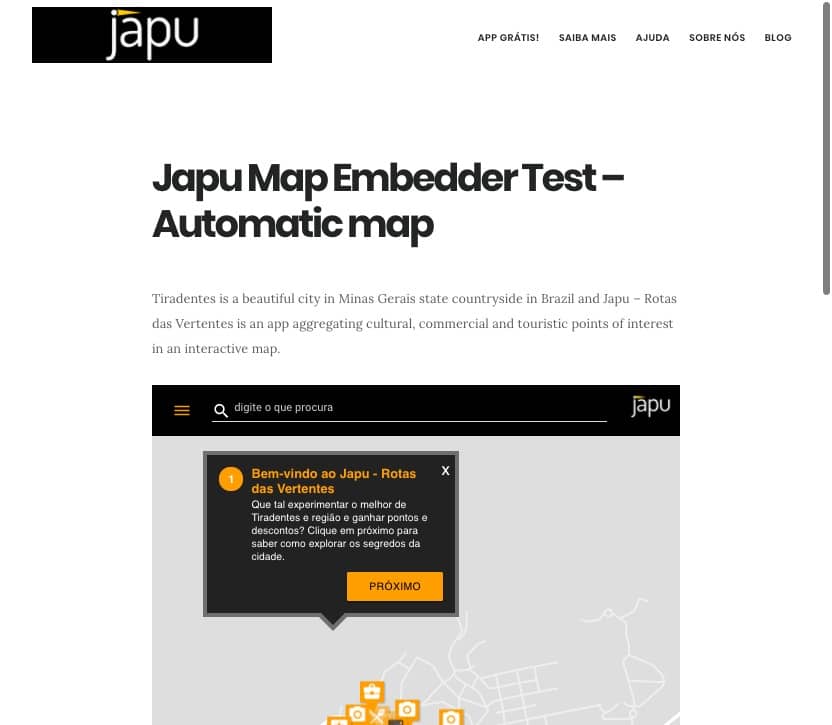 japu
APP GRÁTIS!
SAIBA MAIS
AJUDA
SOBRE NÓS
BLOG
Japu Map Embedder Test –
Automatic map
Tiradentes is a beautiful city in Minas Gerais state countryside in Brazil and Japu – Rotas
das Vertentes is an app aggregating cultural, commercial and touristic points of interest
in an interactive map.
digite o que procura
japu
1
Bem-vindo ao Japu - Rotas
das Vertentes
X
Que tal experimentar o melhor de
Tiradentes e região e ganhar pontos e
descontos? Clique em próximo para
saber como explorar os segredos da
cidade.
PRÓXIMO